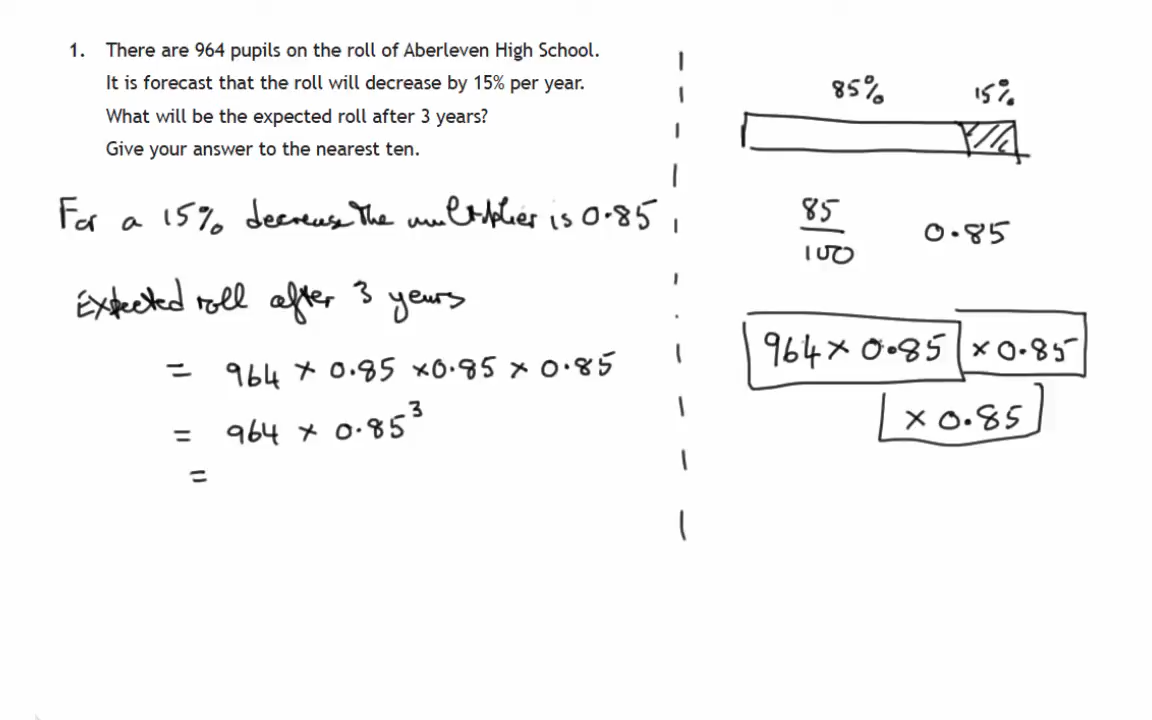 1. There are 964 pupils on the roll of Aberleven High School.
It is forecast that the roll will decrease by 15% per year.
What will be the expected roll after 3 years?
Give your answer to the nearest ten.
For a 15% decrease the multiplier is 0.85
Expected roll after 3 years
= 964 × 0.85 × 0.85 × 0.85
= 964 × 0.85³
=
85% 15%
85/100 0.85
964 × 0.85 × 0.85
× 0.85